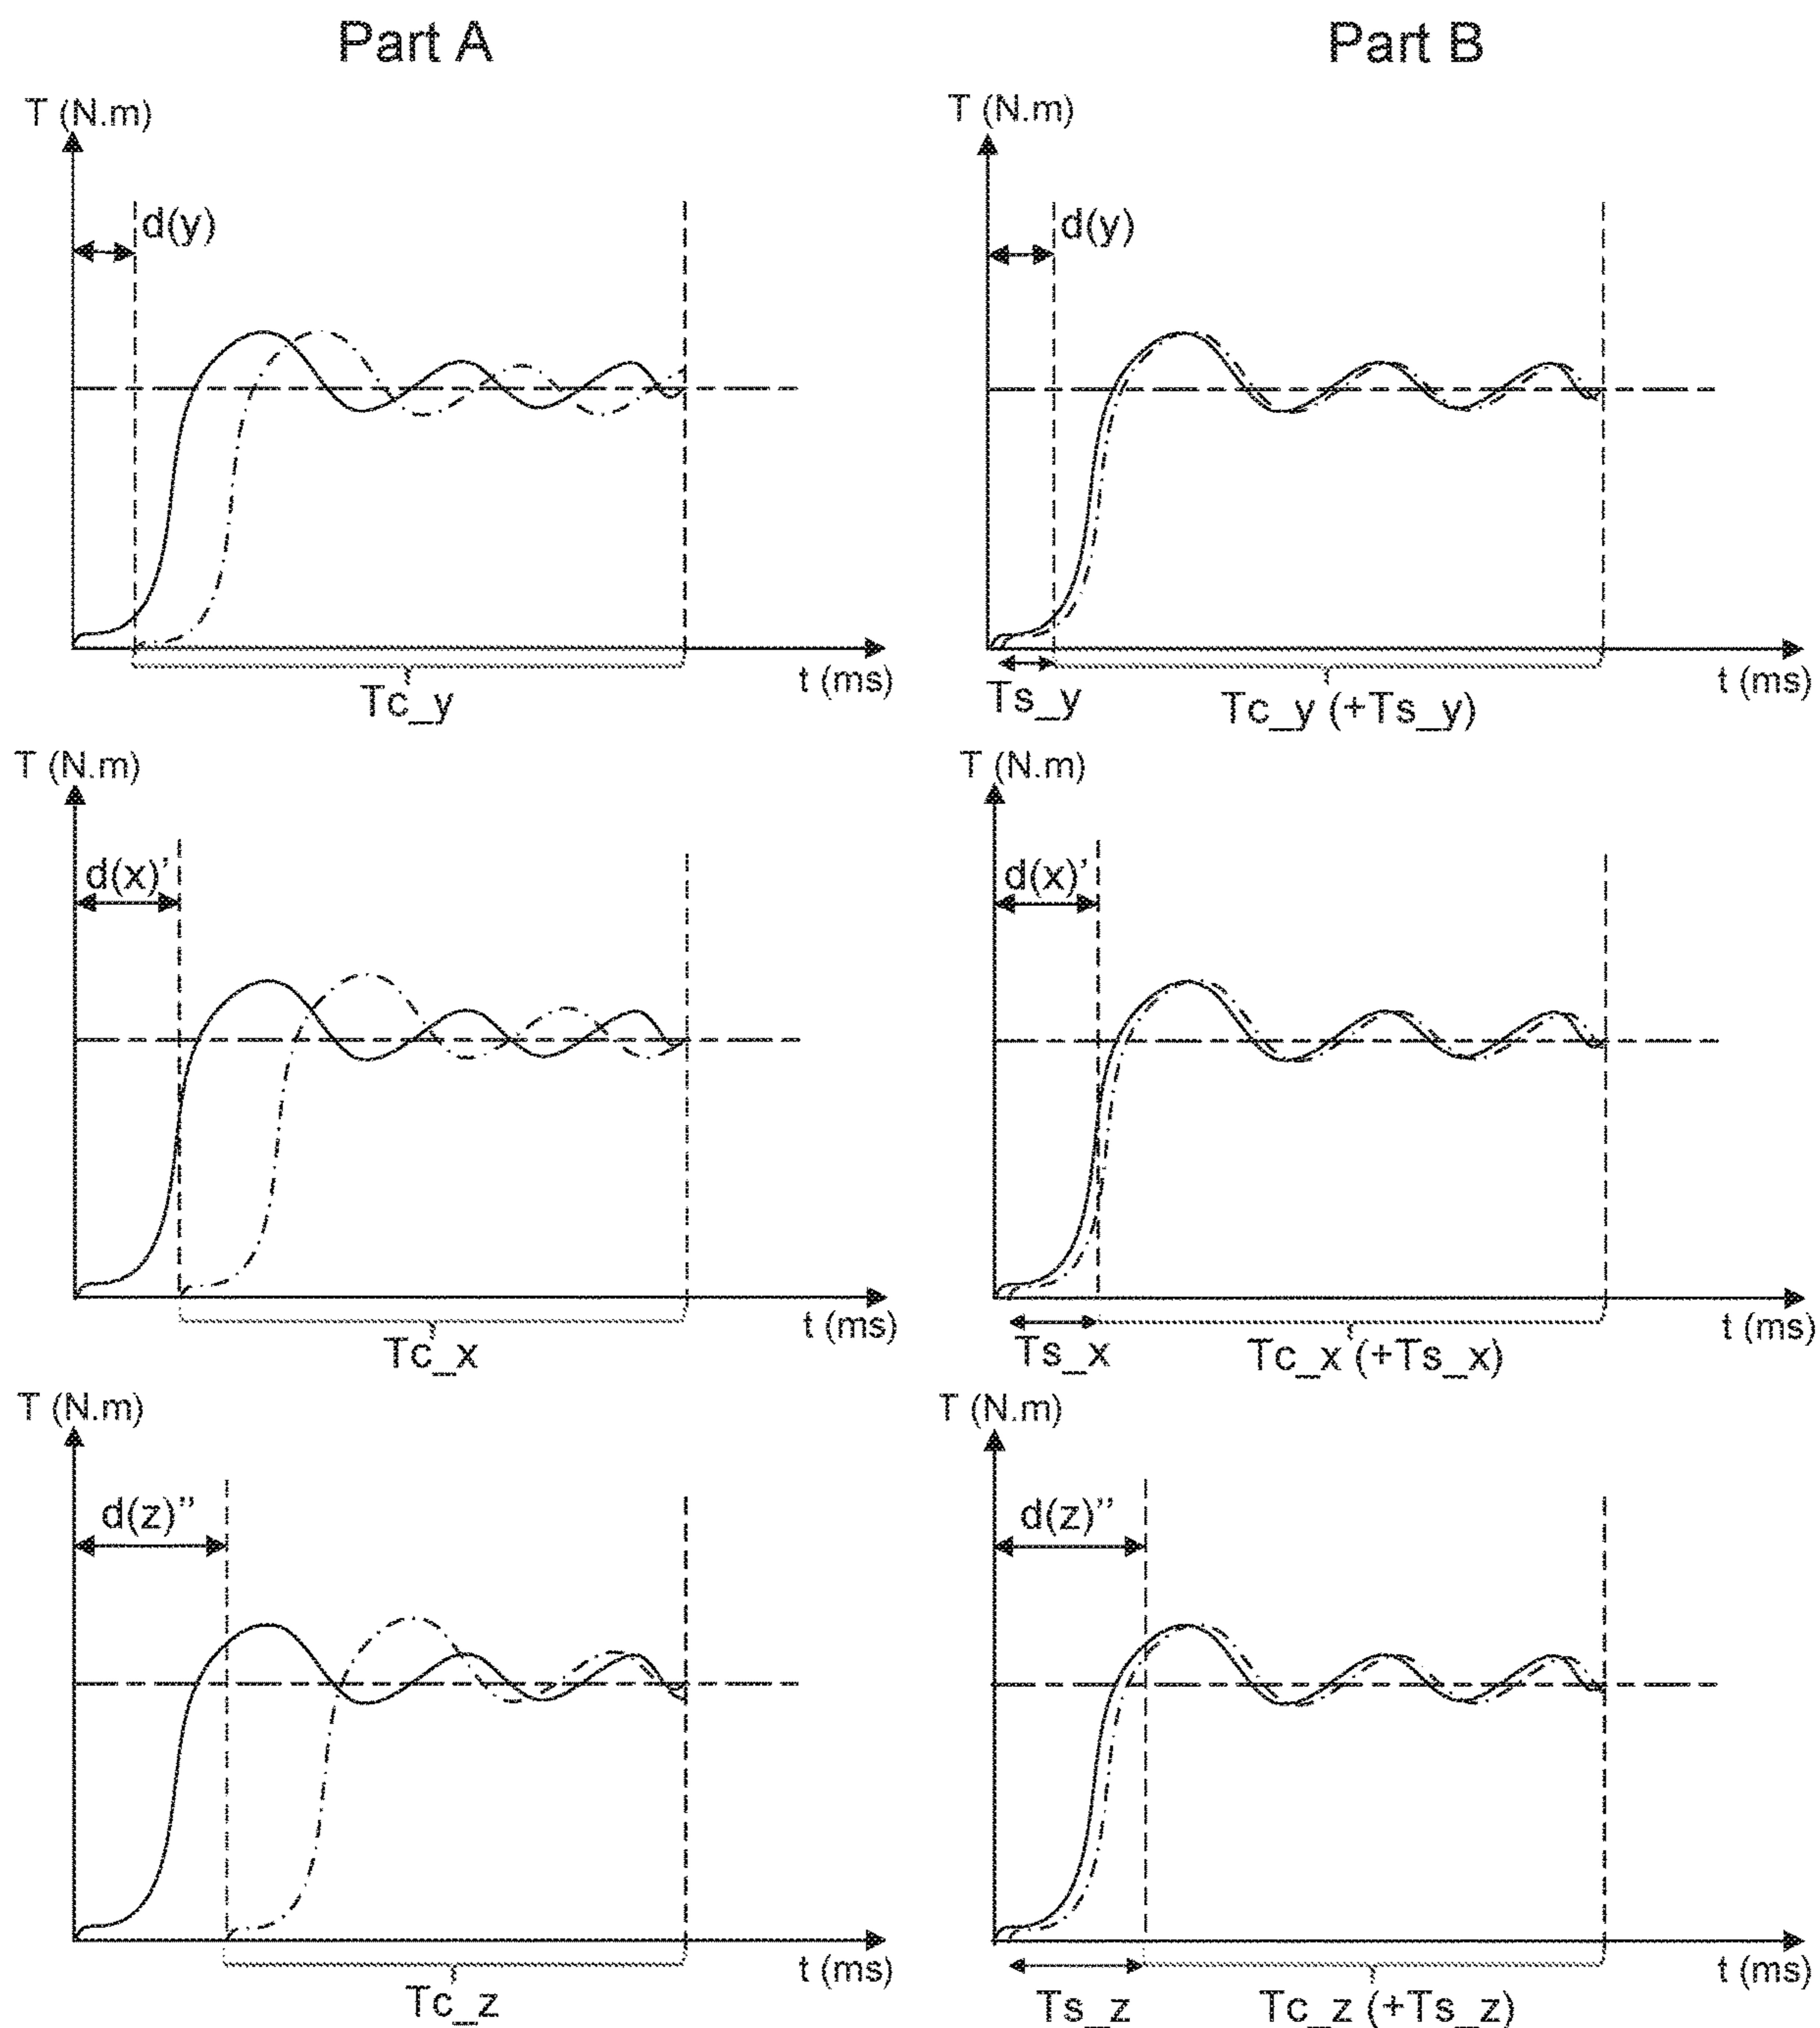 Part A
Part B
T (N.m)
T (N.m)
d(y)
d(y)
t (ms)
t (ms)
Tc_y
Ts_y
Tc_y (+Ts_y)
T (N.m)
T (N.m)
d(x)'
d(x)'
t (ms)
t (ms)
Tc_x
Ts_x
Tc_x (+Ts_x)
T (N.m)
T (N.m)
d(z)"
d(z)"
t (ms)
t (ms)
Tc_z
Ts_z
Tc_z (+Ts_z)